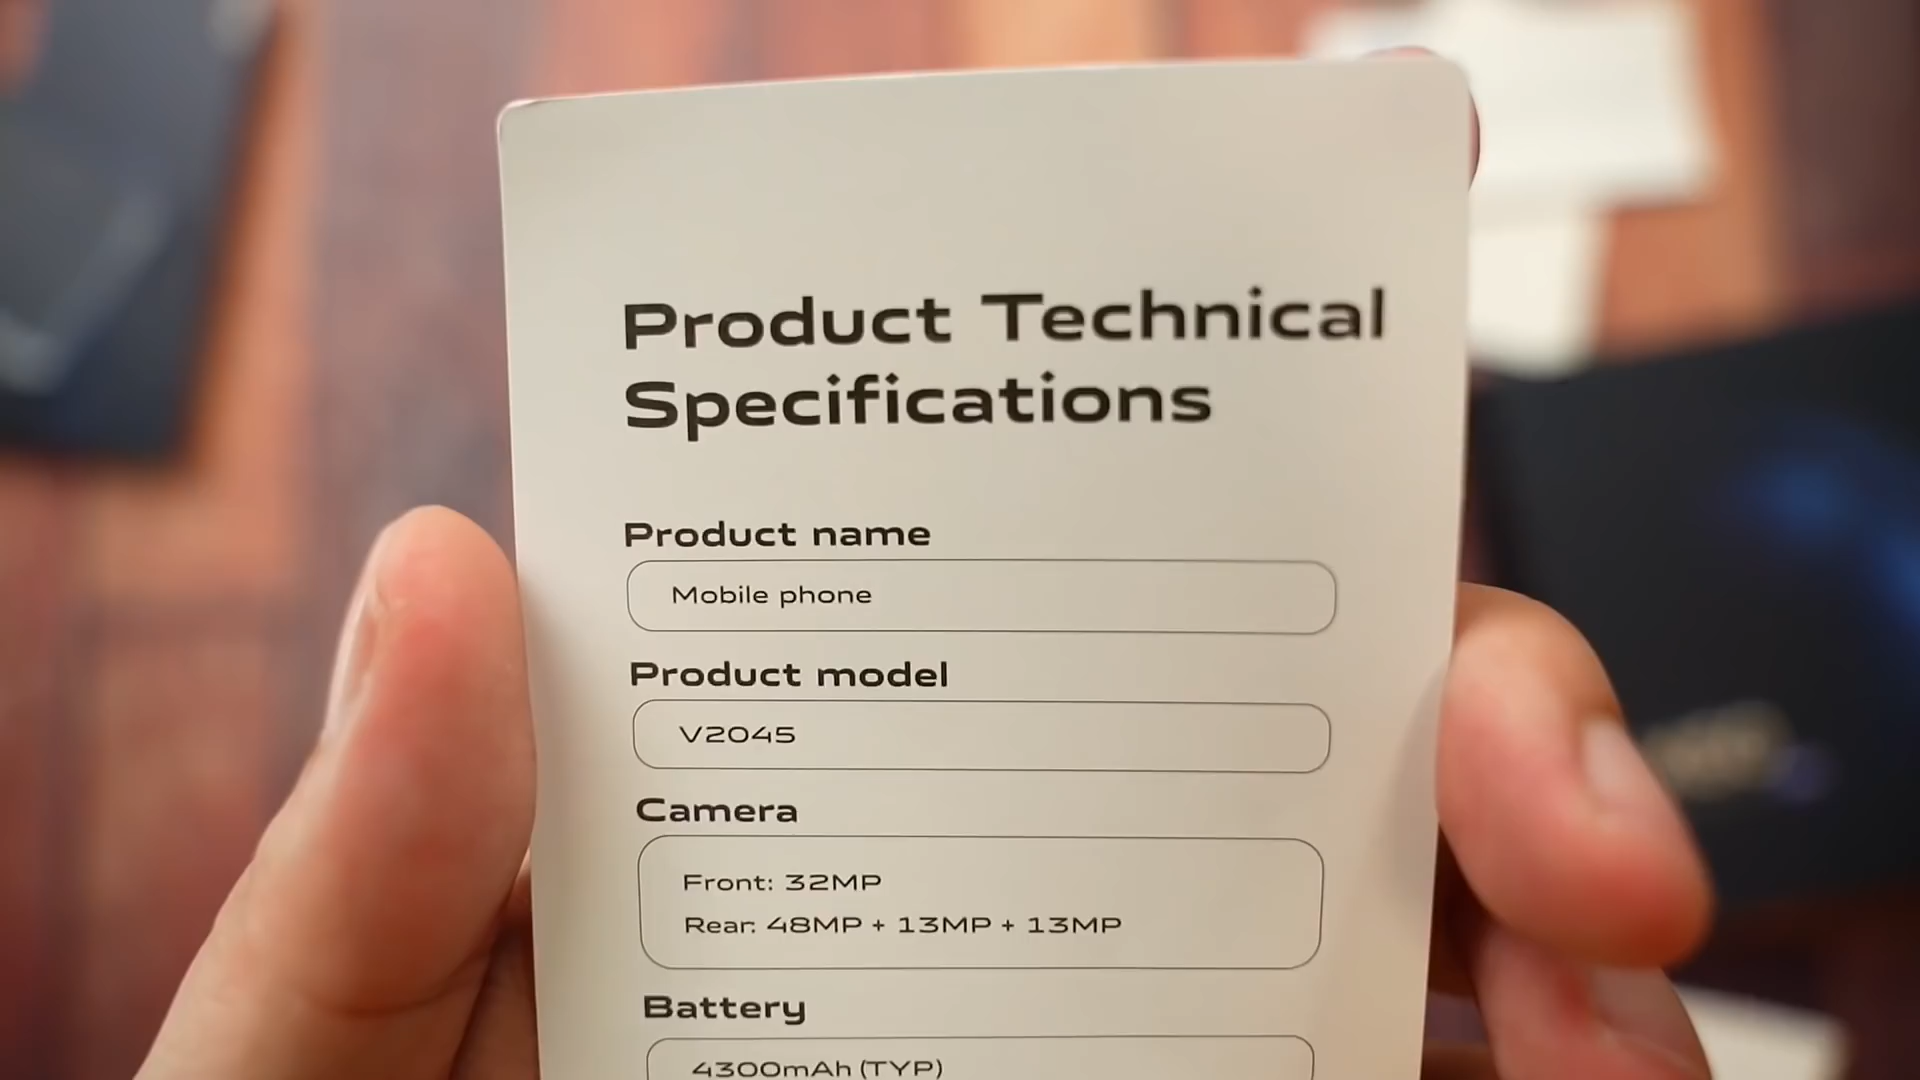 Product Technical
Specifications
Product name
Mobile phone
Product model
V2045
Camera
Front: 32MP
Rear: 48MP + 13MP + 13MP
Battery
4300mAh (TYP)